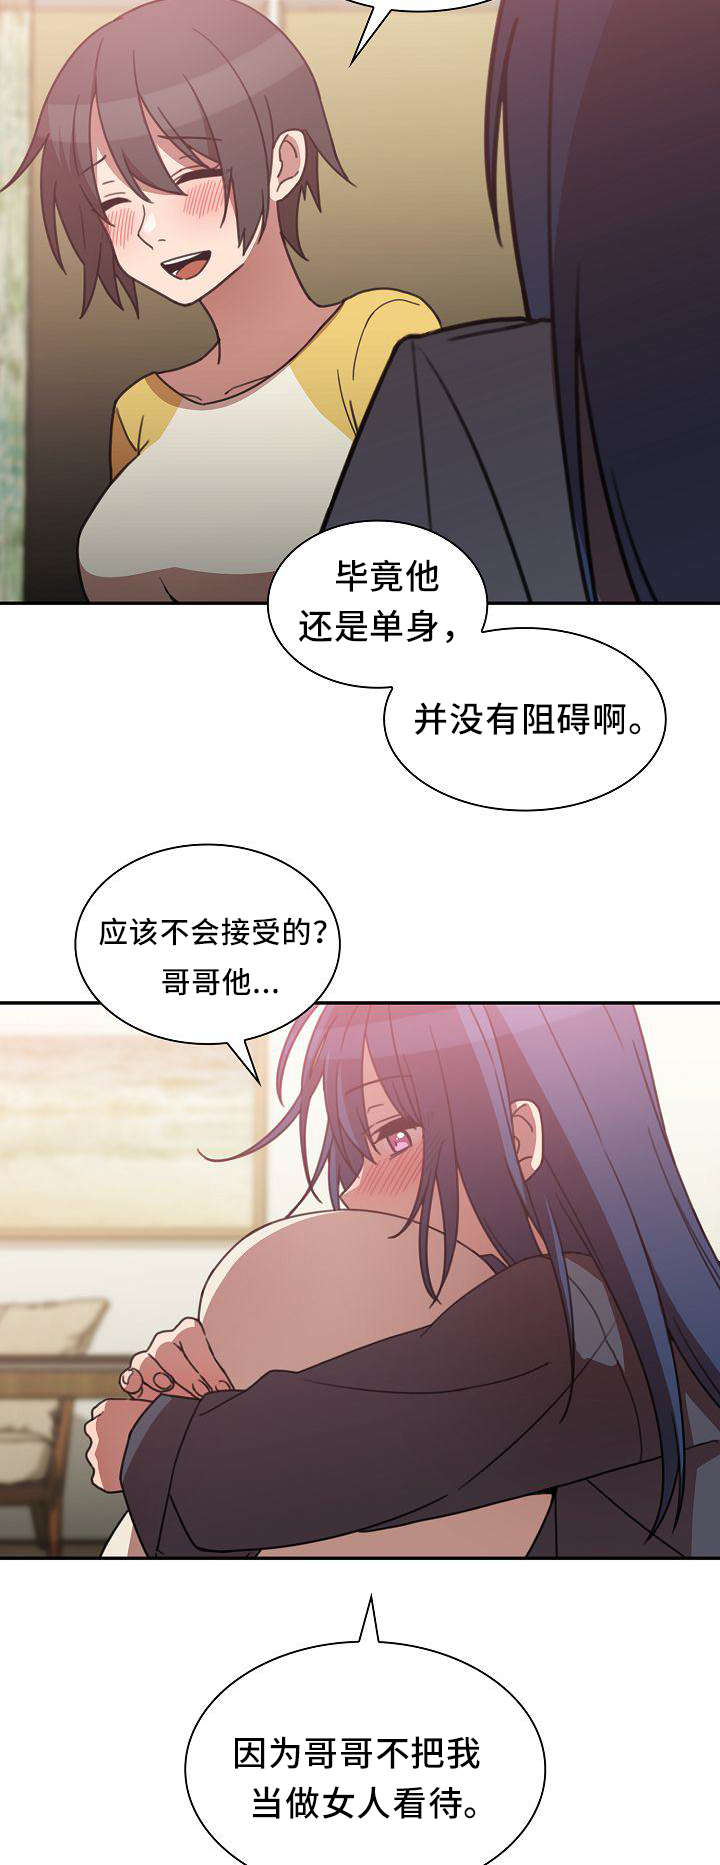 毕竟他
还是单身，
并没有阻碍啊。
应该不会接受的？
哥哥他...
因为哥哥不把我
当做女人看待。